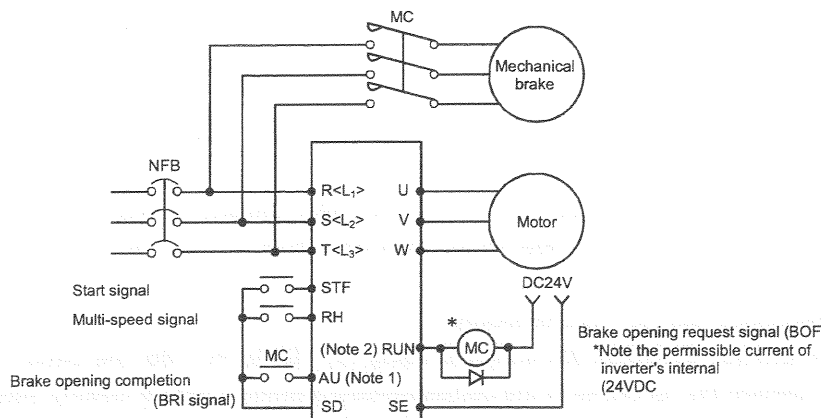 MC
Mechanical
brake
NFB
R<L₁>
U
S<L₂>
V
Motor
T<L₃>
W
DC24V
Start signal
STF
Multi-speed signal
RH
*
Brake opening request signal (BOF
(Note 2) RUN
MC
*Note the permissible current of
inverter's internal
(24VDC
MC
Brake opening completion
AU (Note 1)
(BRI signal)
SD
SE